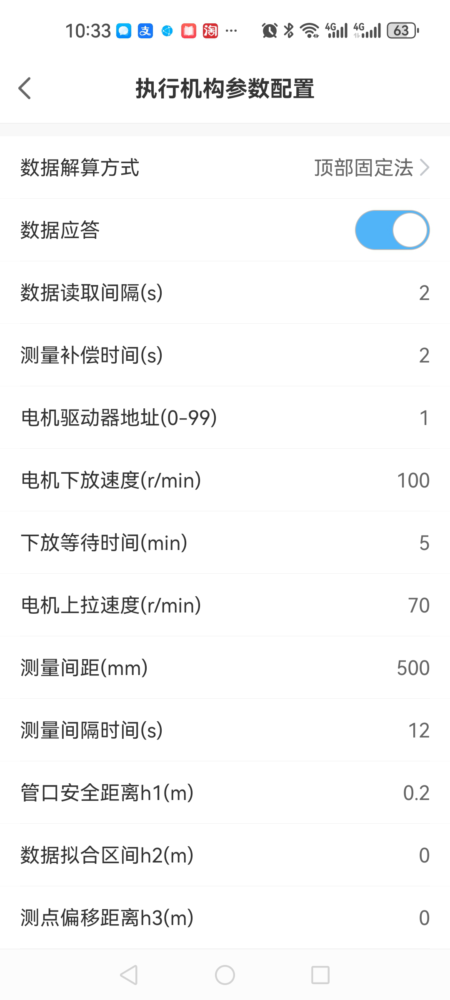 10:33 支 淘 ··· 4G 4G 63
执行机构参数配置
数据解算方式 顶部固定法
数据应答
数据读取间隔(s) 2
测量补偿时间(s) 2
电机驱动器地址(0-99) 1
电机下放速度(r/min) 100
下放等待时间(min) 5
电机上拉速度(r/min) 70
测量间距(mm) 500
测量间隔时间(s) 12
管口安全距离h1(m) 0.2
数据拟合区间h2(m) 0
测点偏移距离h3(m) 0